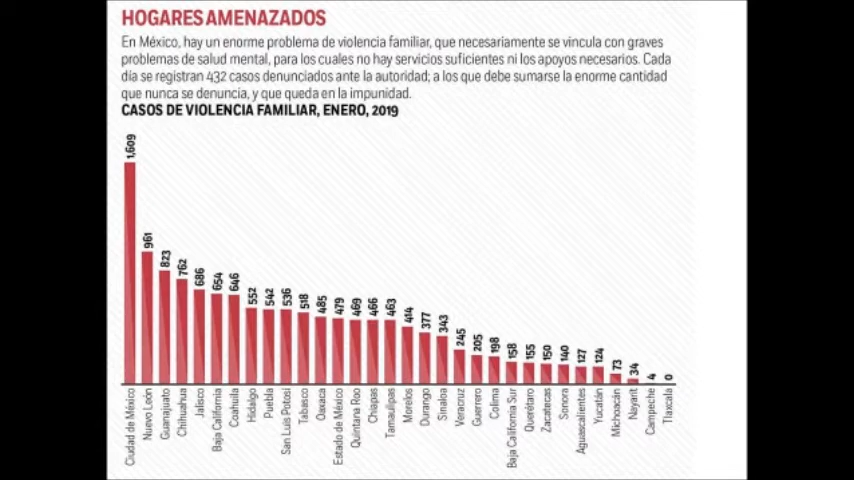 HOGARES AMENAZADOS
En México, hay un enorme problema de violencia familiar, que necesariamente se vincula con graves
problemas de salud mental, para los cuales no hay servicios suficientes ni los apoyos necesarios. Cada
día se registran 432 casos denunciados ante la autoridad; a los que debe sumarse la enorme cantidad
que nunca se denuncia, y que queda en la impunidad.
CASOS DE VIOLENCIA FAMILIAR, ENERO, 2019
1,609
961
823
762
686
654
646
552
542
536
518
485
479
469
466
463
414
377
343
245
205
198
158
155
150
140
127
124
73
34
4
0
Ciudad de México
Nuevo León
Guanajuato
Chihuahua
Jalisco
Baja California
Coahuila
Hidalgo
Puebla
San Luis Potosí
Tabasco
Oaxaca
Estado de México
Quintana Roo
Chiapas
Tamaulipas
Morelos
Durango
Sinaloa
Veracruz
Guerrero
Colima
Baja California Sur
Querétaro
Zacatecas
Sonora
Aguascalientes
Yucatán
Michoacán
Nayarit
Campeche
Tlaxcala